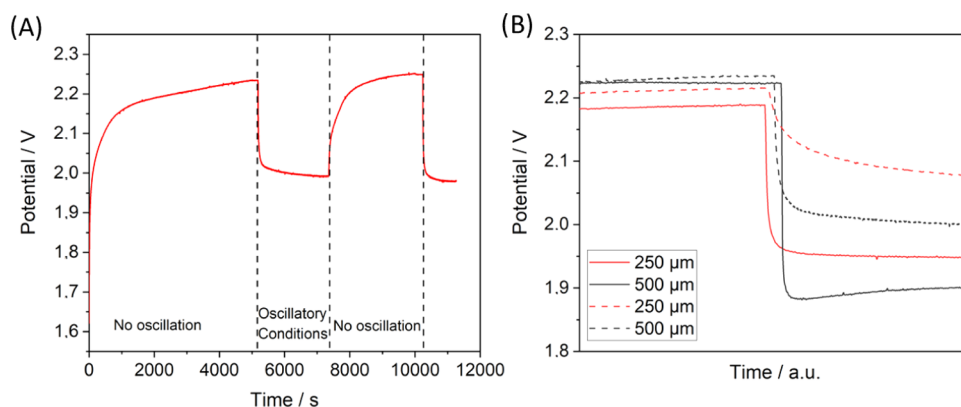 (A)
2.3
2.2
2.1
2.0
1.9
1.8
1.7
1.6
Potential / V
No oscillation
Oscillatory
Conditions
No oscillation
0 2000 4000 6000 8000 10000 12000
Time / s
(B)
2.3
2.2
2.1
2.0
1.9
1.8
Potential / V
250 μm
500 μm
250 μm
500 μm
Time / a.u.